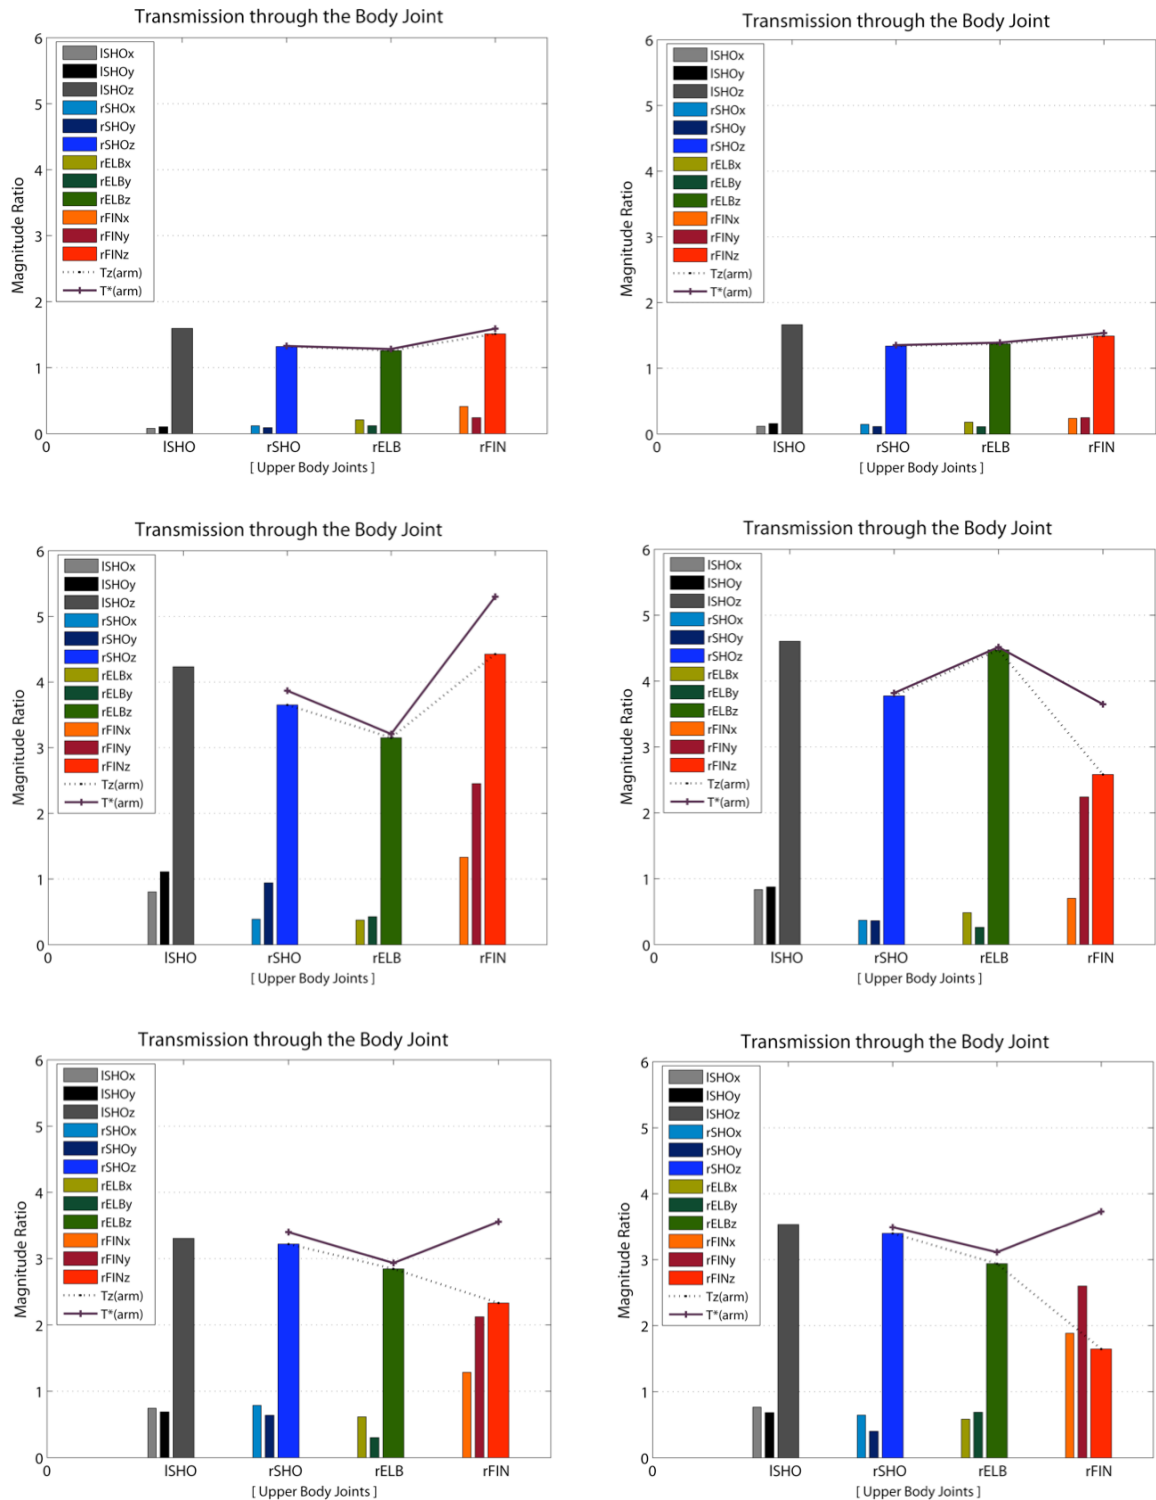 Transmission through the Body Joint
6
5
4
3
2
1
0
Magnitude Ratio
lSHOx
lSHOy
lSHOz
rSHOx
rSHOy
rSHOz
rELBx
rELBy
rELBz
rFINx
rFINy
rFINz
Tz(arm)
T*(arm)
0 lSHO rSHO rELB rFIN
[ Upper Body Joints ]
Transmission through the Body Joint
6
5
4
3
2
1
0
Magnitude Ratio
lSHOx
lSHOy
lSHOz
rSHOx
rSHOy
rSHOz
rELBx
rELBy
rELBz
rFINx
rFINy
rFINz
Tz(arm)
T*(arm)
0 lSHO rSHO rELB rFIN
[ Upper Body Joints ]
Transmission through the Body Joint
6
5
4
3
2
1
0
Magnitude Ratio
lSHOx
lSHOy
lSHOz
rSHOx
rSHOy
rSHOz
rELBx
rELBy
rELBz
rFINx
rFINy
rFINz
Tz(arm)
T*(arm)
0 lSHO rSHO rELB rFIN
[ Upper Body Joints ]
Transmission through the Body Joint
6
5
4
3
2
1
0
Magnitude Ratio
lSHOx
lSHOy
lSHOz
rSHOx
rSHOy
rSHOz
rELBx
rELBy
rELBz
rFINx
rFINy
rFINz
Tz(arm)
T*(arm)
0 lSHO rSHO rELB rFIN
[ Upper Body Joints ]
Transmission through the Body Joint
6
5
4
3
2
1
0
Magnitude Ratio
lSHOx
lSHOy
lSHOz
rSHOx
rSHOy
rSHOz
rELBx
rELBy
rELBz
rFINx
rFINy
rFINz
Tz(arm)
T*(arm)
0 lSHO rSHO rELB rFIN
[ Upper Body Joints ]
Transmission through the Body Joint
6
5
4
3
2
1
0
Magnitude Ratio
lSHOx
lSHOy
lSHOz
rSHOx
rSHOy
rSHOz
rELBx
rELBy
rELBz
rFINx
rFINy
rFINz
Tz(arm)
T*(arm)
0 lSHO rSHO rELB rFIN
[ Upper Body Joints ]